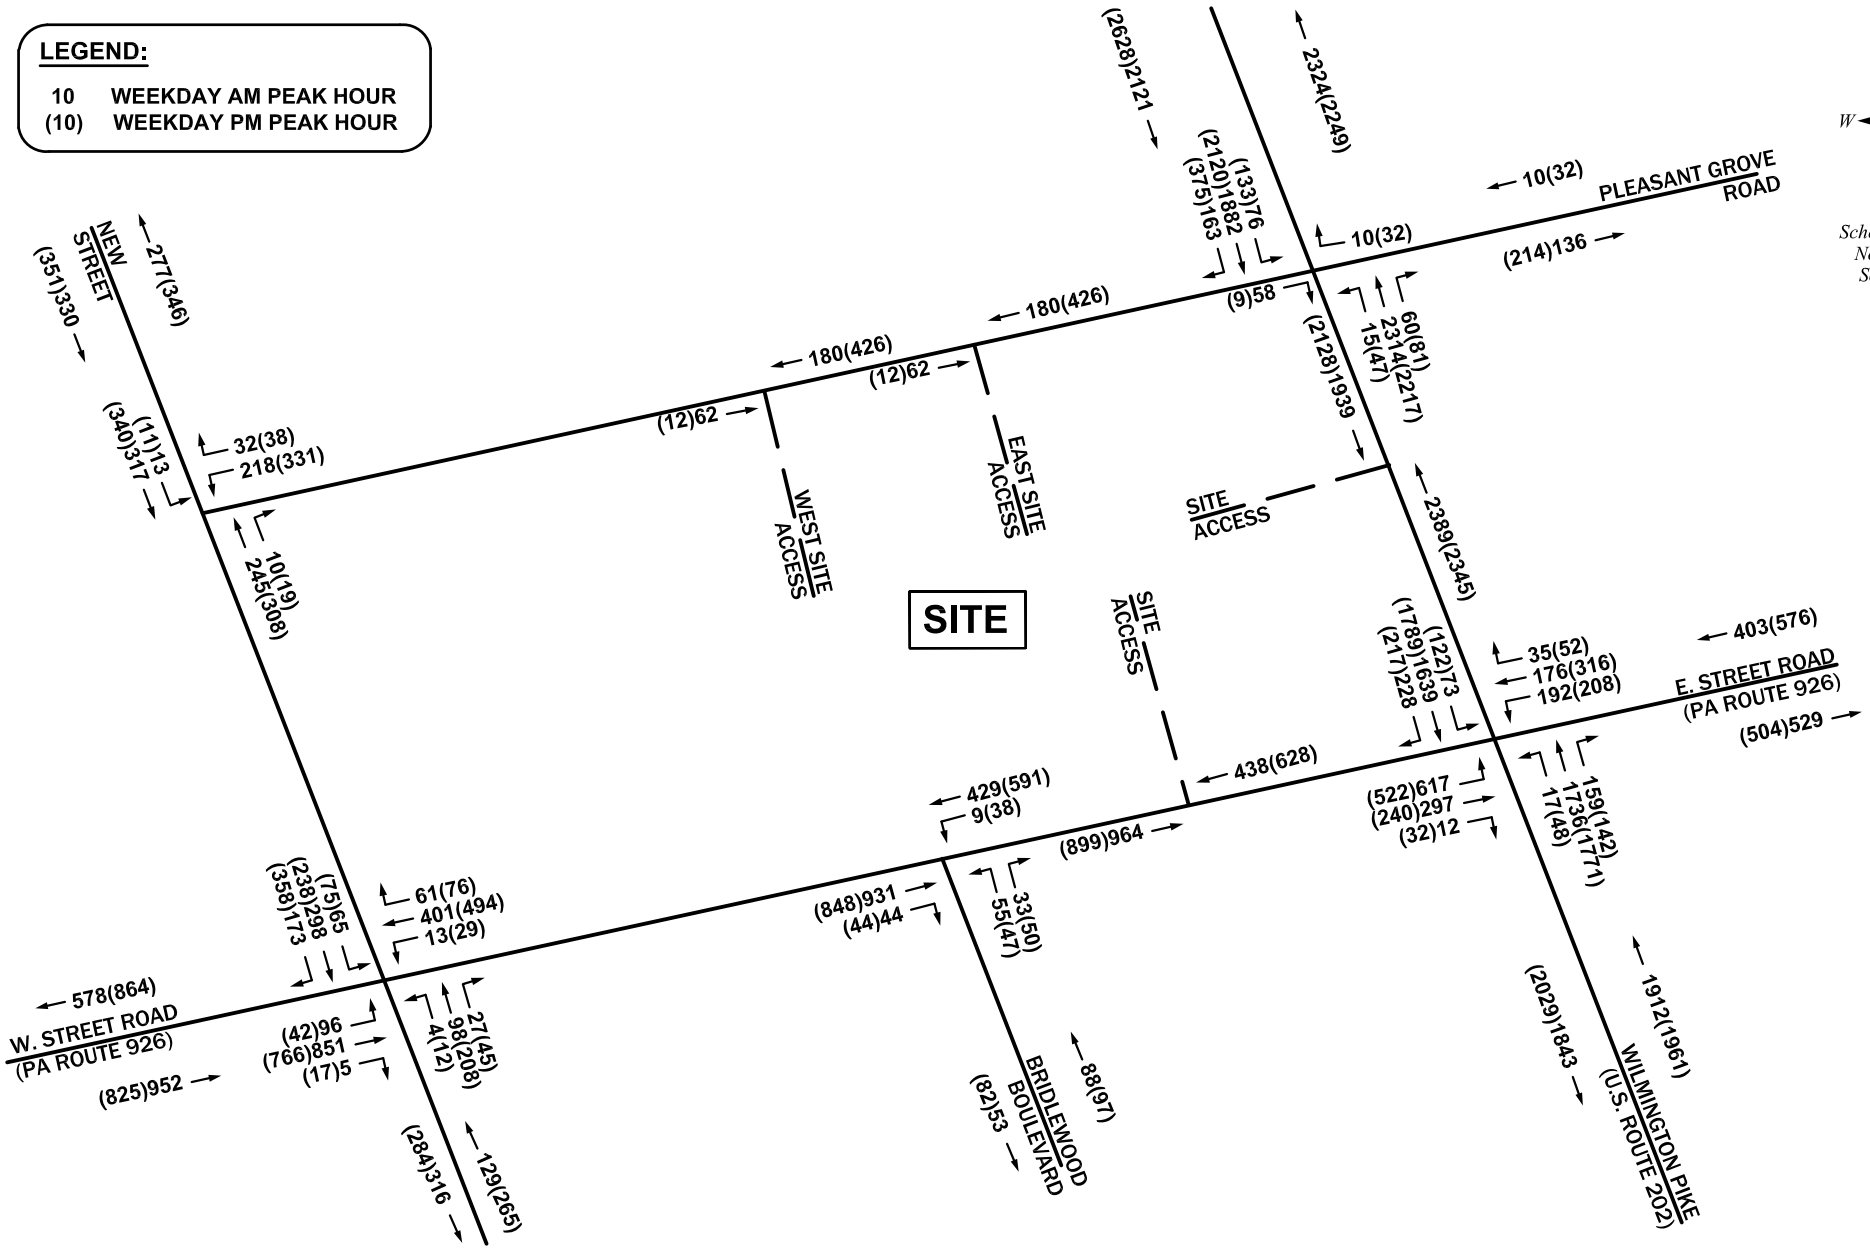 LEGEND:
10 WEEKDAY AM PEAK HOUR
(10) WEEKDAY PM PEAK HOUR
(2628)2121
2324(2249)
W
10(32)
PLEASANT GROVE
ROAD
(133)76
(2120)1882
(375)163
10(32)
(214)136
Sch
N
S
NEW
STREET
277(346)
(351)330
180(426)
(9)58
60(81)
2314(2217)
15(47)
180(426)
(12)62
(2128)1939
(12)62
(11)13
(340)317
32(38)
218(331)
EAST SITE
ACCESS
WEST SITE
ACCESS
SITE
ACCESS
2389(2345)
10(19)
245(308)
SITE
SITE
ACCESS
(122)73
(1789)1639
(217)228
35(52)
176(316)
192(208)
403(576)
E. STREET ROAD
(PA ROUTE 926)
(504)529
438(628)
429(591)
9(38)
(522)617
(240)297
(32)12
159(142)
1736(1771)
17(48)
(899)964
(75)65
(238)298
(358)173
61(76)
401(494)
13(29)
(848)931
(44)44
33(50)
55(47)
578(864)
W. STREET ROAD
(PA ROUTE 926)
(825)952
(42)96
(766)851
(17)5
27(45)
98(208)
4(12)
(2029)1843
1912(1961)
BRIDLEWOOD
BOULEVARD
88(97)
(82)53
WILMINGTON PIKE
(U.S. ROUTE 202)
(284)316
129(265)